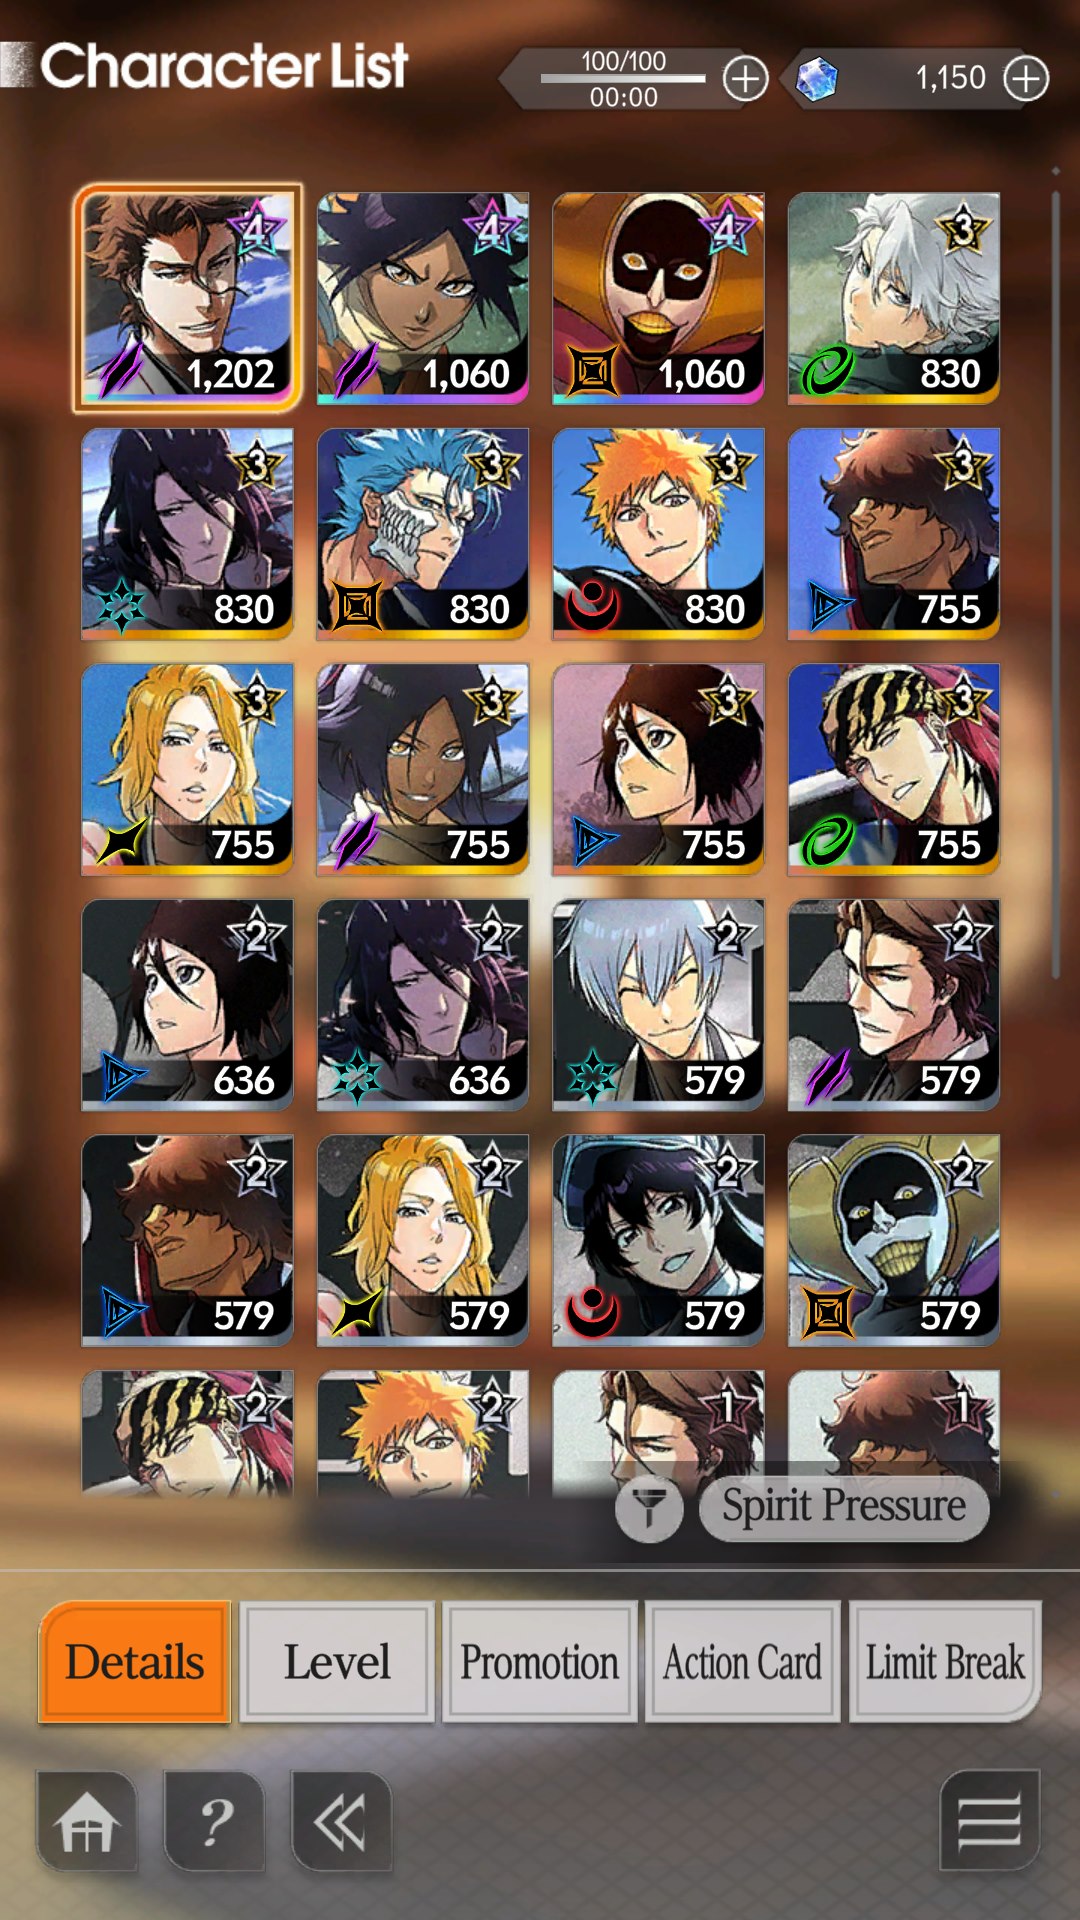 Character List
100/100
00:00
1,150
4 4 4 3
1,202 1,060 1,060 830
3 3 3 3
830 830 830 755
3 3 3 3
755 755 755 755
2 2 2 2
636 636 579 579
2 2 2 2
579 579 579 579
2 2 1 1
Spirit Pressure
Details Level Promotion Action Card Limit Break
?